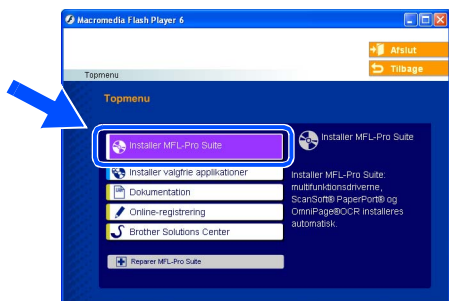 Macromedia Flash Player 6
Afslut
Tilbage
Topmenu
Topmenu
Installer MFL-Pro Suite
Installer valgfrie applikationer
Dokumentation
Online-registrering
Brother Solutions Center
Reparer MFL-Pro Suite
Installer MFL-Pro Suite
Installer MFL-Pro Suite:
multifunktionsdriverne,
ScanSoft® PaperPort® og
OmniPage®OCR installeres
automatisk.